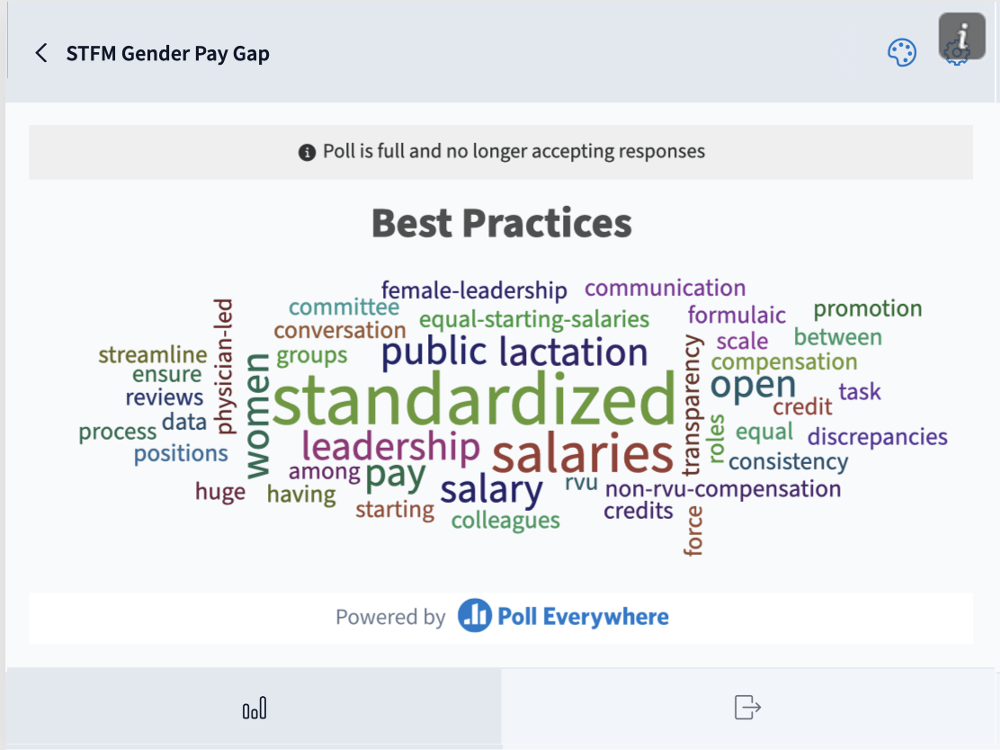 STFM Gender Pay Gap
i
Poll is full and no longer accepting responses
Best Practices
female-leadership communication
committee
formulaic promotion
conversation equal-starting-salaries
physician-led
scale between
streamline groups public lactation
compensation
ensure
women
standardized
transparency
open task
reviews
credit
process data
roles
equal discrepancies
positions
leadership salaries
consistency
among pay
huge having salary rvu non-rvu-compensation
starting colleagues credits
force
Powered by Poll Everywhere